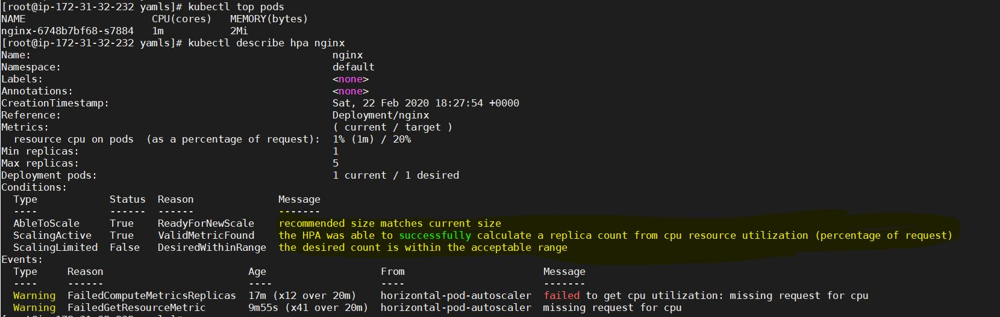 [root@ip-172-31-32-232 yamls]# kubectl top pods
NAME                     CPU(cores)   MEMORY(bytes)
nginx-6748b7bf68-s7884   1m           2Mi
[root@ip-172-31-32-232 yamls]# kubectl describe hpa nginx
Name:                                                  nginx
Namespace:                                             default
Labels:                                                <none>
Annotations:                                           <none>
CreationTimestamp:                                     Sat, 22 Feb 2020 18:27:54 +0000
Reference:                                             Deployment/nginx
Metrics:                                               ( current / target )
  resource cpu on pods  (as a percentage of request):  1% (1m) / 20%
Min replicas:                                          1
Max replicas:                                          5
Deployment pods:                                       1 current / 1 desired
Conditions:
  Type            Status  Reason              Message
  ----            ------  ------              -------
  AbleToScale     True    ReadyForNewScale    recommended size matches current size
  ScalingActive   True    ValidMetricFound    the HPA was able to successfully calculate a replica count from cpu resource utilization (percentage of request)
  ScalingLimited  False   DesiredWithinRange  the desired count is within the acceptable range
Events:
  Type     Reason                        Age                   From                       Message
  ----     ------                        ----                  ----                       -------
  Warning  FailedComputeMetricsReplicas  17m (x12 over 20m)    horizontal-pod-autoscaler  failed to get cpu utilization: missing request for cpu
  Warning  FailedGetResourceMetric       9m55s (x41 over 20m)  horizontal-pod-autoscaler  missing request for cpu